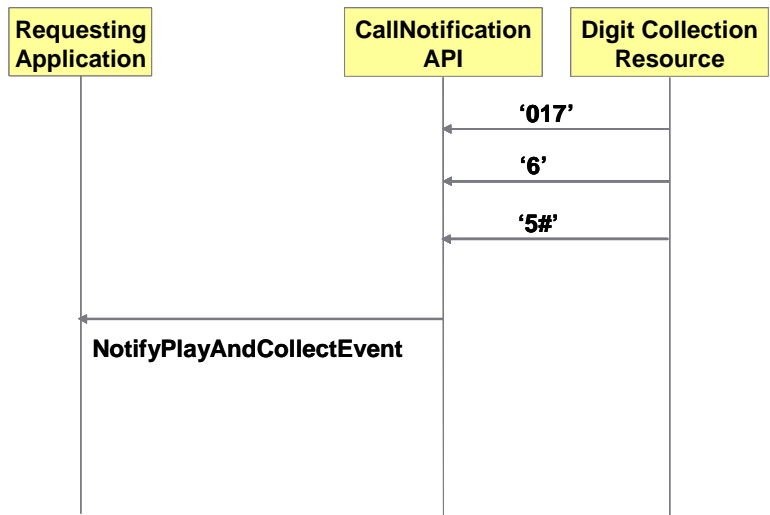 Requesting
Application
CallNotification
API
Digit Collection
Resource
‘017’
‘6’
‘5#’
NotifyPlayAndCollectEvent